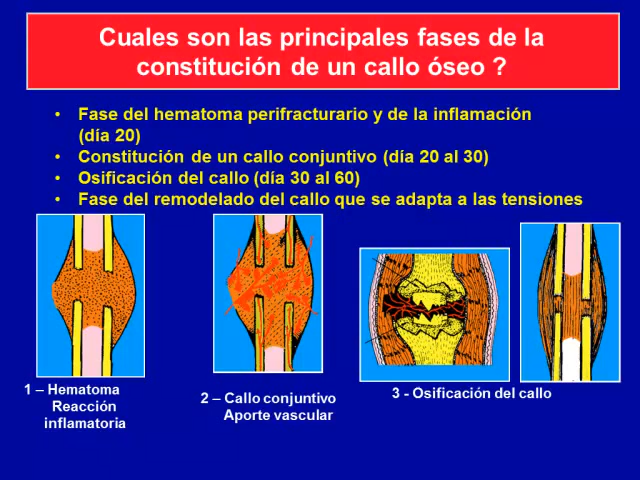 Cuales son las principales fases de la
constitución de un callo óseo ?
• Fase del hematoma perifracturario y de la inflamación
(día 20)
• Constitución de un callo conjuntivo (día 20 al 30)
• Osificación del callo (día 30 al 60)
• Fase del remodelado del callo que se adapta a las tensiones
1 – Hematoma
Reacción
inflamatoria
2 – Callo conjuntivo
Aporte vascular
3 - Osificación del callo